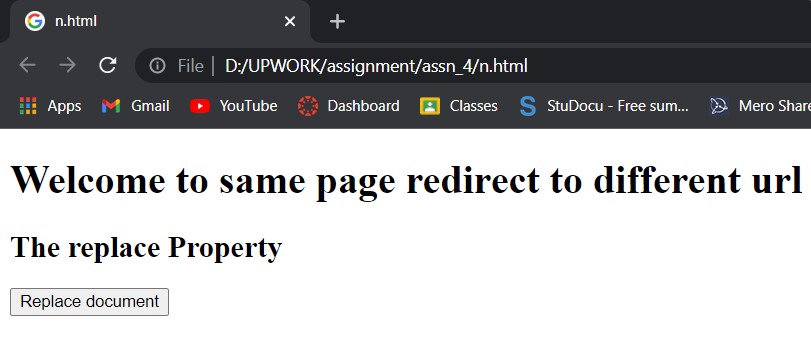 n.html
File | D:/UPWORK/assignment/assn_4/n.html
Apps Gmail YouTube Dashboard Classes StuDocu - Free sum... Mero Share
Welcome to same page redirect to different url
The replace Property
Replace document